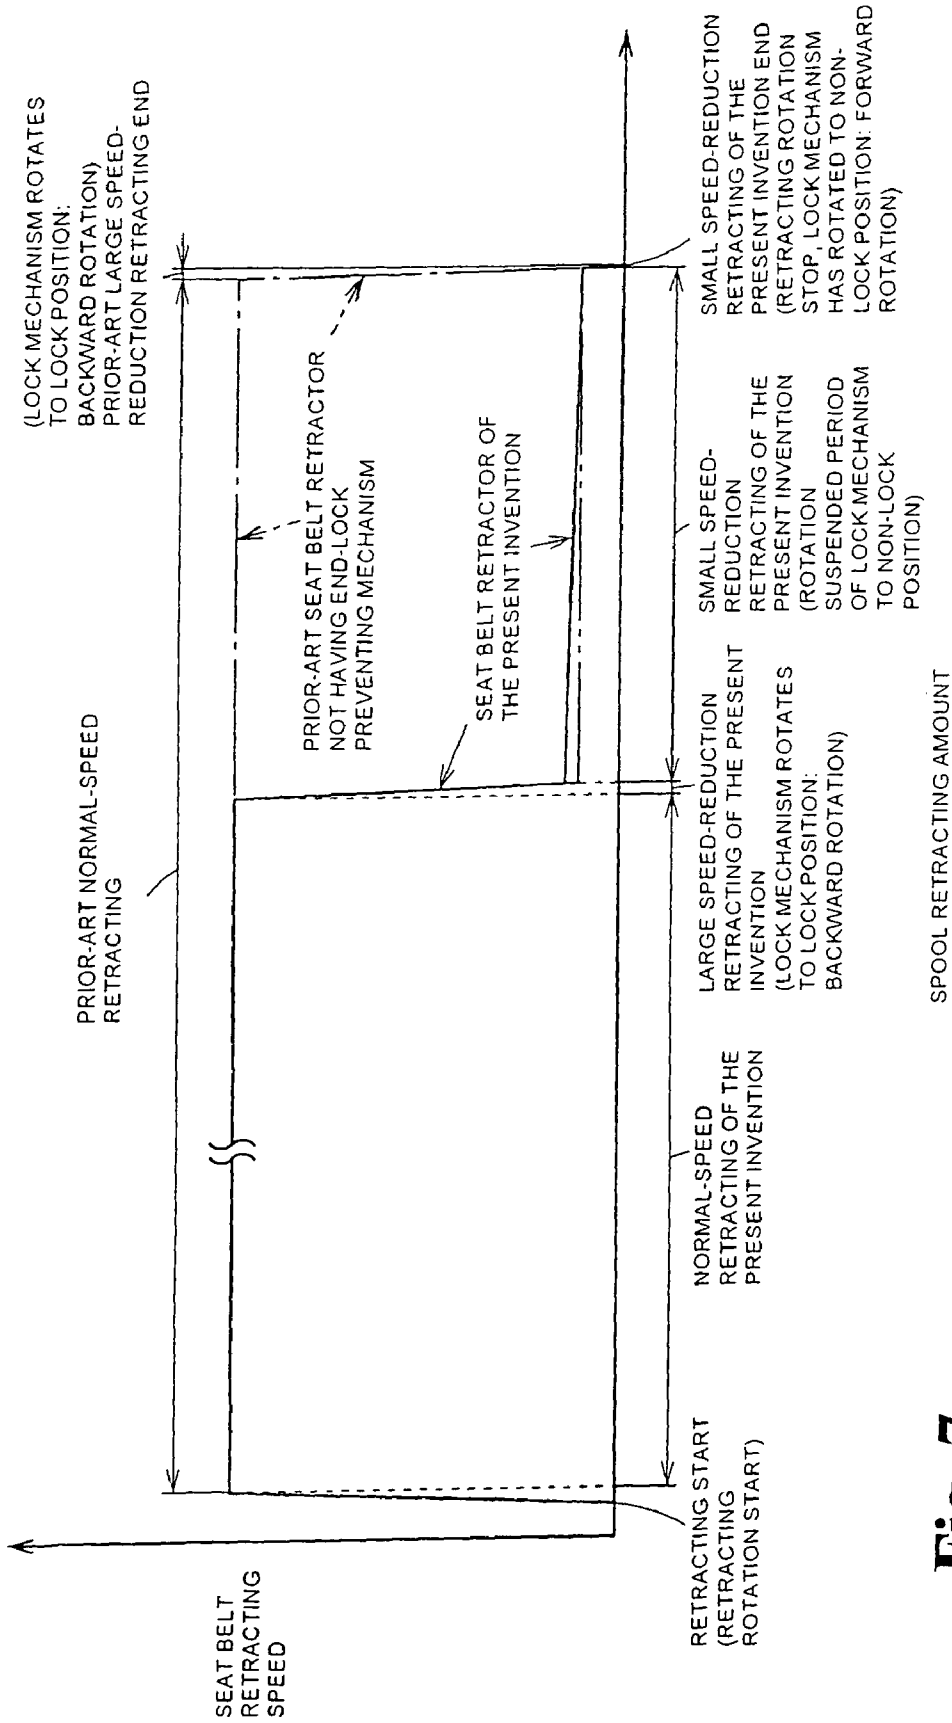 (LOCK MECHANISM ROTATES
TO LOCK POSITION:
BACKWARD ROTATION)
PRIOR-ART LARGE SPEED-
REDUCTION RETRACTING END
PRIOR-ART NORMAL-SPEED
RETRACTING
SEAT BELT
RETRACTING
SPEED
PRIOR-ART SEAT BELT RETRACTOR
NOT HAVING END-LOCK
PREVENTING MECHANISM
SEAT BELT RETRACTOR OF
THE PRESENT INVENTION
RETRACTING START
(RETRACTING
ROTATION START)
NORMAL-SPEED
RETRACTING OF THE
PRESENT INVENTION
LARGE SPEED-REDUCTION
RETRACTING OF THE PRESENT
INVENTION
(LOCK MECHANISM ROTATES
TO LOCK POSITION:
BACKWARD ROTATION)
SMALL SPEED-
REDUCTION
RETRACTING OF THE
PRESENT INVENTION
(ROTATION
SUSPENDED PERIOD
OF LOCK MECHANISM
TO NON-LOCK
POSITION)
SMALL SPEED-REDUCTION
RETRACTING OF THE
PRESENT INVENTION END
(RETRACTING ROTATION
STOP, LOCK MECHANISM
HAS ROTATED TO NON-
LOCK POSITION: FORWARD
ROTATION)
SPOOL RETRACTING AMOUNT